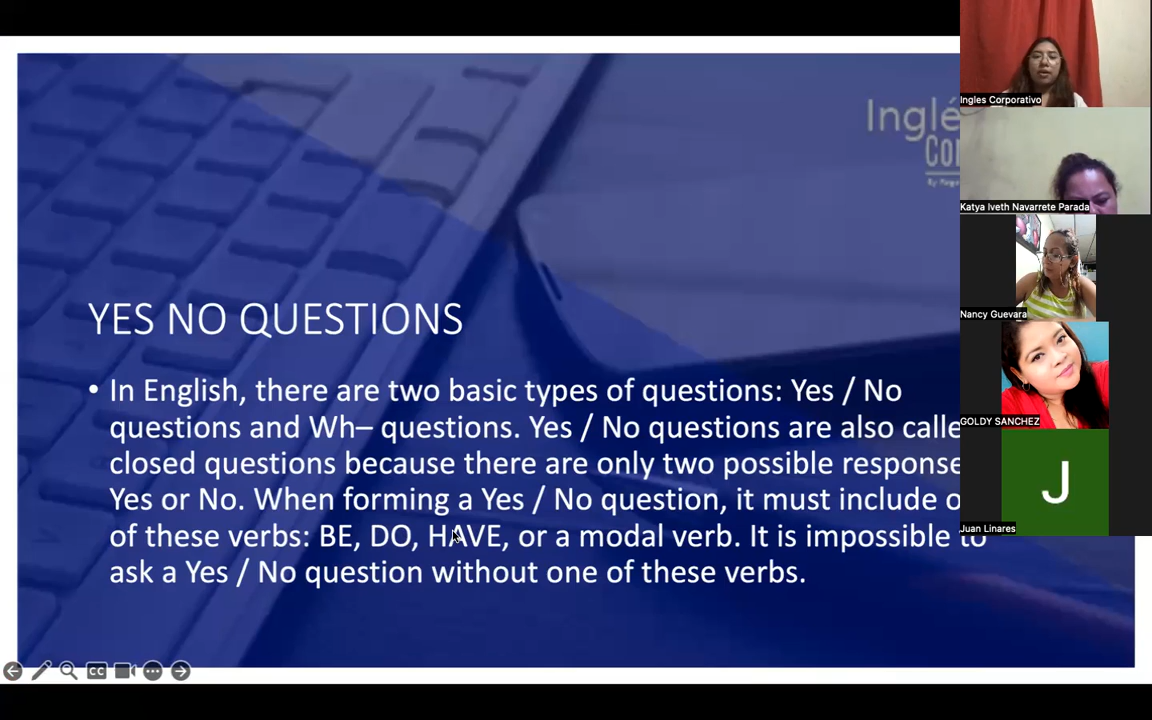 Inglé
YES NO QUESTIONS
• In English, there are two basic types of questions: Yes / No
questions and Wh– questions. Yes / No questions are also calle
closed questions because there are only two possible response
Yes or No. When forming a Yes / No question, it must include o
of these verbs: BE, DO, HAVE, or a modal verb. It is impossible to
ask a Yes / No question without one of these verbs.
CC
Ingles Corporativo
Katya Iveth Navarrete Parada
Nancy Guevara
GOLDY SANCHEZ
J
Juan Linares